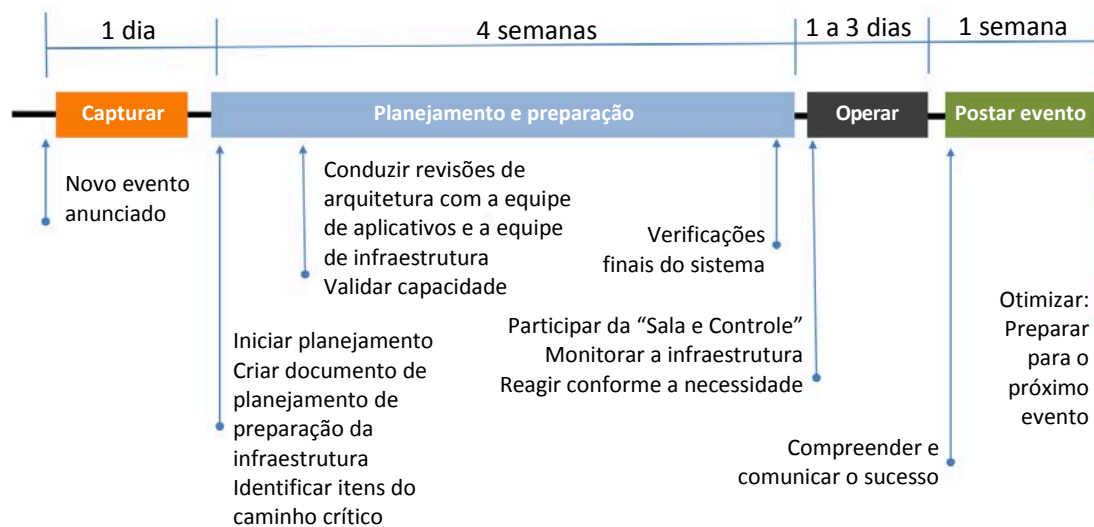 1 dia
4 semanas
1 a 3 dias
1 semana
Capturar
Planejamento e preparação
Operar
Postar evento
Novo evento
anunciado
Conduzir revisões de
arquitetura com a equipe
de aplicativos e a equipe
de infraestrutura
Validar capacidade
Verificações
finais do sistema
Iniciar planejamento
Criar documento de
planejamento de
preparação da
infraestrutura
Identificar itens do
caminho crítico
Participar da “Sala e Controle”
Monitorar a infraestrutura
Reagir conforme a necessidade
Compreender e
comunicar o sucesso
Otimizar:
Preparar
para o
próximo
evento